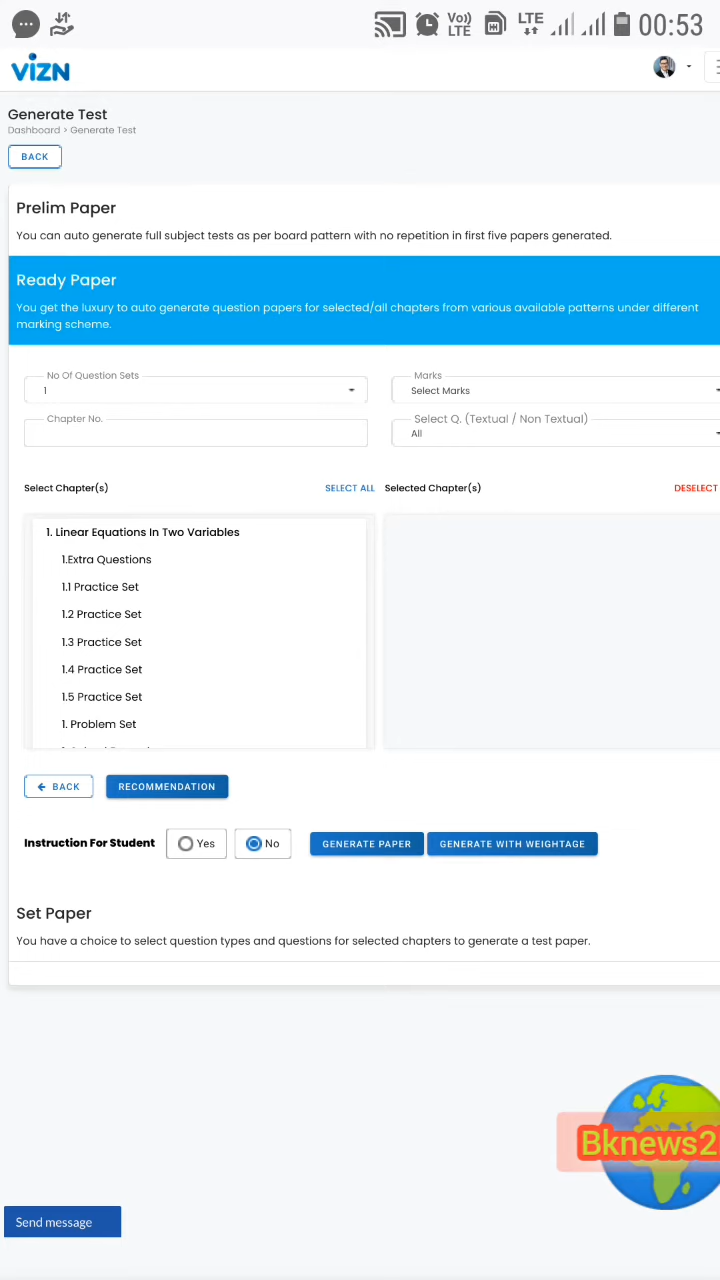 Vo))
LTE
LTE
00:53
VIZN
Generate Test
Dashboard > Generate Test
BACK
Prelim Paper
You can auto generate full subject tests as per board pattern with no repetition in first five papers generated.
Ready Paper
You get the luxury to auto generate question papers for selected/all chapters from various available patterns under different
marking scheme.
No Of Question Sets
1
Marks
Select Marks
Chapter No.
Select Q. (Textual / Non Textual)
All
Select Chapter(s)
SELECT ALL
Selected Chapter(s)
DESELECT
1. Linear Equations In Two Variables
1.Extra Questions
1.1 Practice Set
1.2 Practice Set
1.3 Practice Set
1.4 Practice Set
1.5 Practice Set
1. Problem Set
← BACK
RECOMMENDATION
Instruction For Student
Yes
No
GENERATE PAPER
GENERATE WITH WEIGHTAGE
Set Paper
You have a choice to select question types and questions for selected chapters to generate a test paper.
Bknews2
Send message